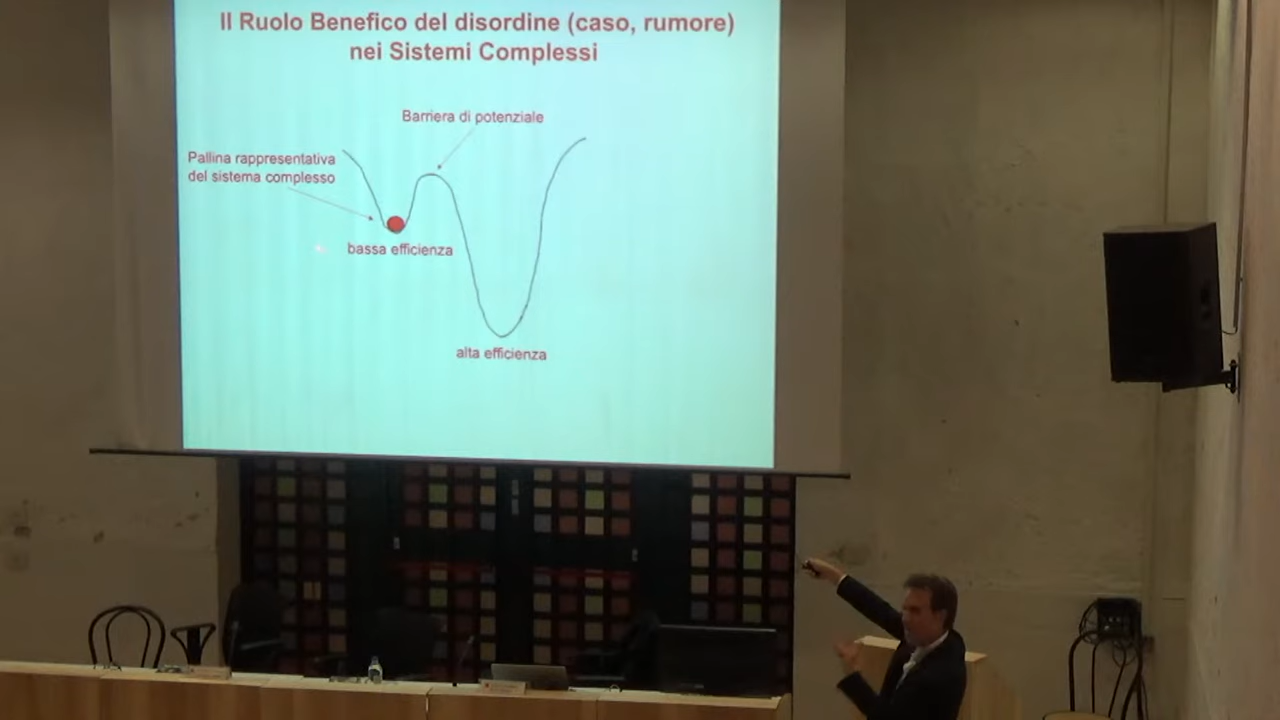 Il Ruolo Benefico del disordine (caso, rumore)
nei Sistemi Complessi
Barriera di potenziale
Pallina rappresentativa
del sistema complesso
bassa efficienza
alta efficienza